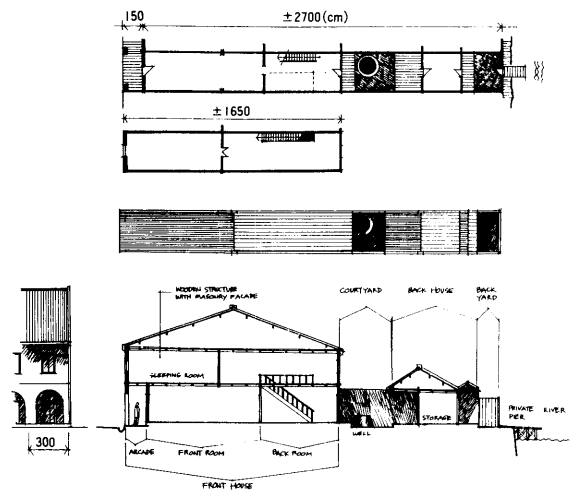 150
±2700(cm)
±1650
WOODEN STRUCTURE
WITH MASONRY FACADE
COURTYARD
BACK HOUSE
BACK
YARD
SLEEPING ROOM
STORAGE
PRIVATE RIVER
PIER
WELL
300
ARCADE
FRONT ROOM
BACK ROOM
FRONT HOUSE